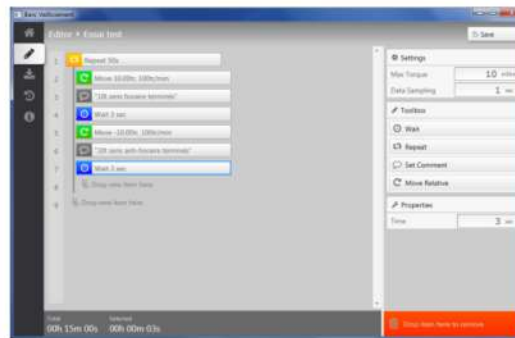 Editor > Essai test
Save
1 Repeat 50x
2 Move 10.00tr, 100tr/min
3 "10t sens horaire terminés"
4 Wait 3 sec
5 Move -10.00tr, 100tr/min
6 "10t sens anti-horaire terminés"
7 Wait 3 sec
8 Drop new item here
9 Drop new item here
Settings
Max Torque 10
Data Sampling 1
Toolbox
Wait
Repeat
Set Comment
Move Relative
Properties
Time 3
Drop item here to remove
Total
00h 15m 00s
Selected
00h 00m 03s